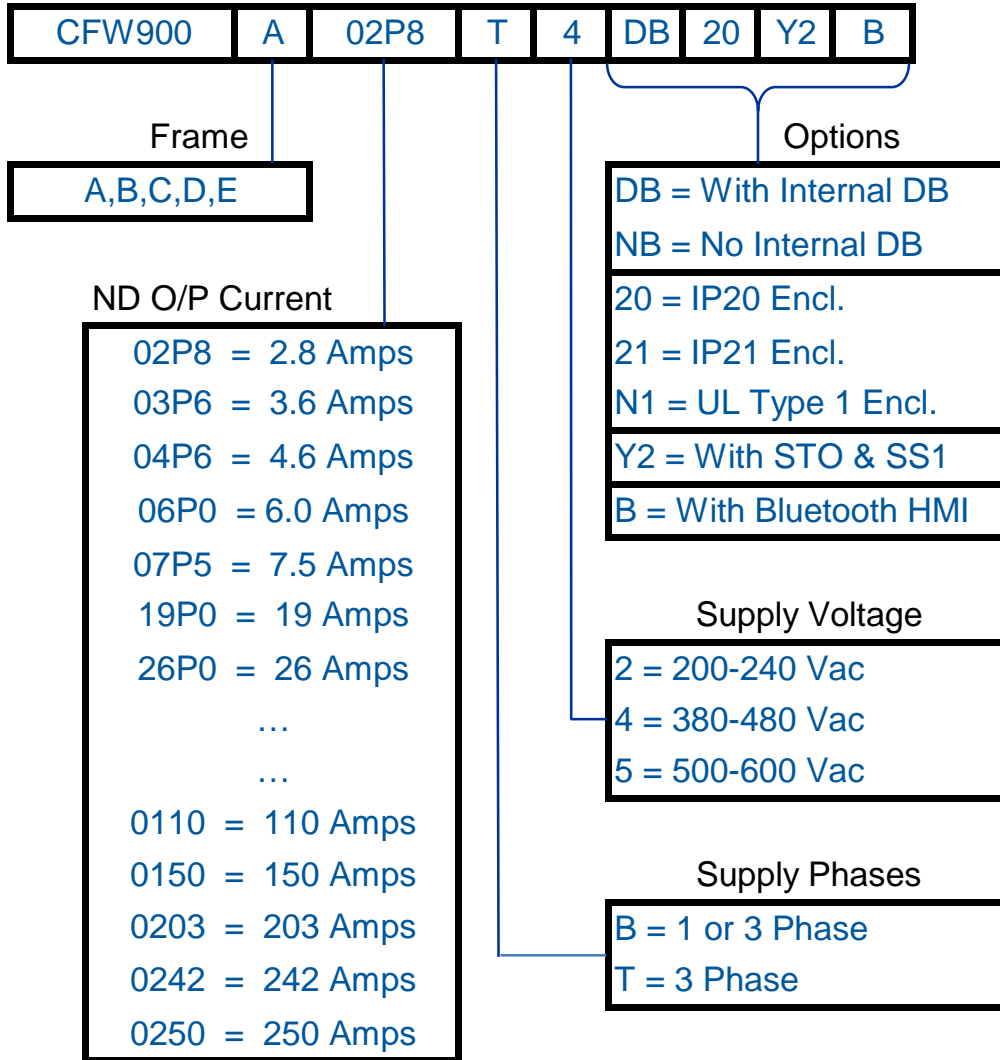 CFW900 A 02P8 T 4 DB 20 Y2 B
Frame
A,B,C,D,E
ND O/P Current
02P8 = 2.8 Amps
03P6 = 3.6 Amps
04P6 = 4.6 Amps
06P0 = 6.0 Amps
07P5 = 7.5 Amps
19P0 = 19 Amps
26P0 = 26 Amps
…
…
0110 = 110 Amps
0150 = 150 Amps
0203 = 203 Amps
0242 = 242 Amps
0250 = 250 Amps
Options
DB = With Internal DB
NB = No Internal DB
20 = IP20 Encl.
21 = IP21 Encl.
N1 = UL Type 1 Encl.
Y2 = With STO & SS1
B = With Bluetooth HMI
Supply Voltage
2 = 200-240 Vac
4 = 380-480 Vac
5 = 500-600 Vac
Supply Phases
B = 1 or 3 Phase
T = 3 Phase